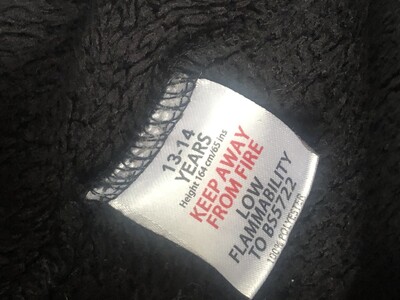 13-14
YEARS
Height 164 cm/65 ins
KEEP AWAY
FROM FIRE
LOW
FLAMMABILITY
TO BS5722
100% POLYESTER